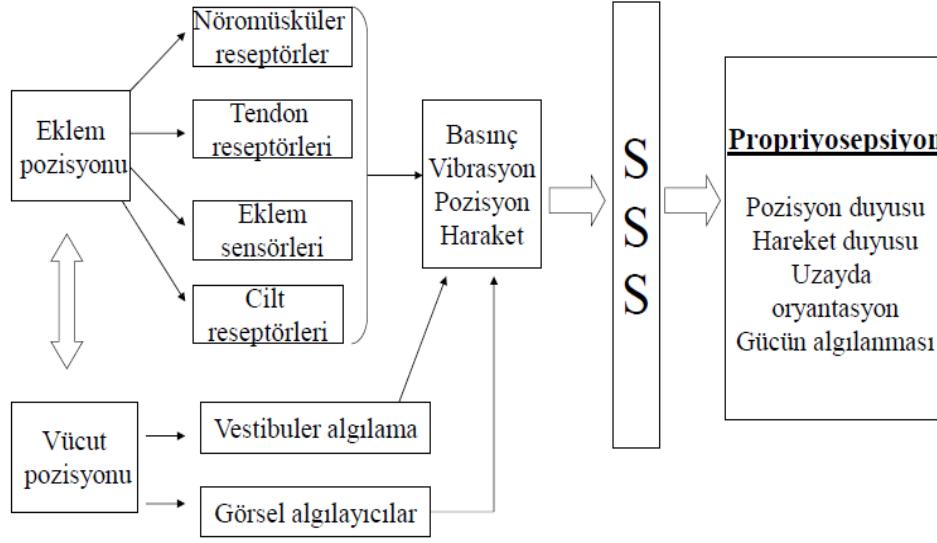 Nöromüsküler
reseptörler
Eklem
pozisyonu
Tendon
reseptörleri
Eklem
sensörleri
Cilt
reseptörleri
Vücut
pozisyonu
Vestibuler algılama
Görsel algılayıcılar
Basınç
Vibrasyon
Pozisyon
Haraket
S
S
S
Propriyosepsiyon
Pozisyon duyusu
Hareket duyusu
Uzayda
oryantasyon
Gücün algılanması